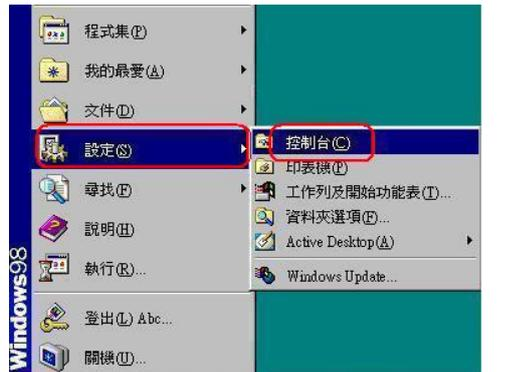 程式集(P)
我的最愛(A)
文件(D)
設定(S)
尋找(F)
說明(H)
執行(R)...
登出(L) Abc...
關機(U)...
Windows98
控制台(C)
印表機(P)
工作列及開始功能表(T)...
資料夾選項(F)...
Active Desktop(A)
Windows Update...